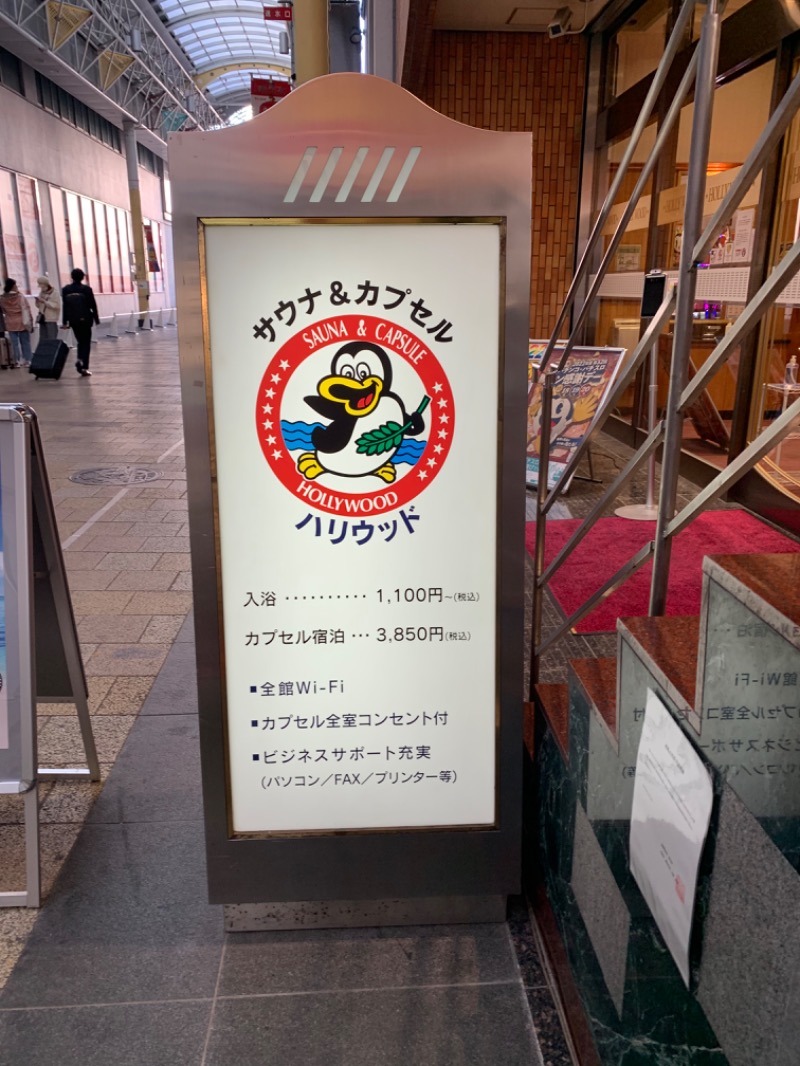 サウナ&カプセル
SAUNA & CAPSULE
HOLLYWOOD
ハリウッド
入浴 ·········· 1,100円~(税込)
カプセル宿泊 ··· 3,850円(税込)
■全館Wi-Fi
■カプセル全室コンセント付
■ビジネスサポート充実
(パソコン/FAX/プリンター等)